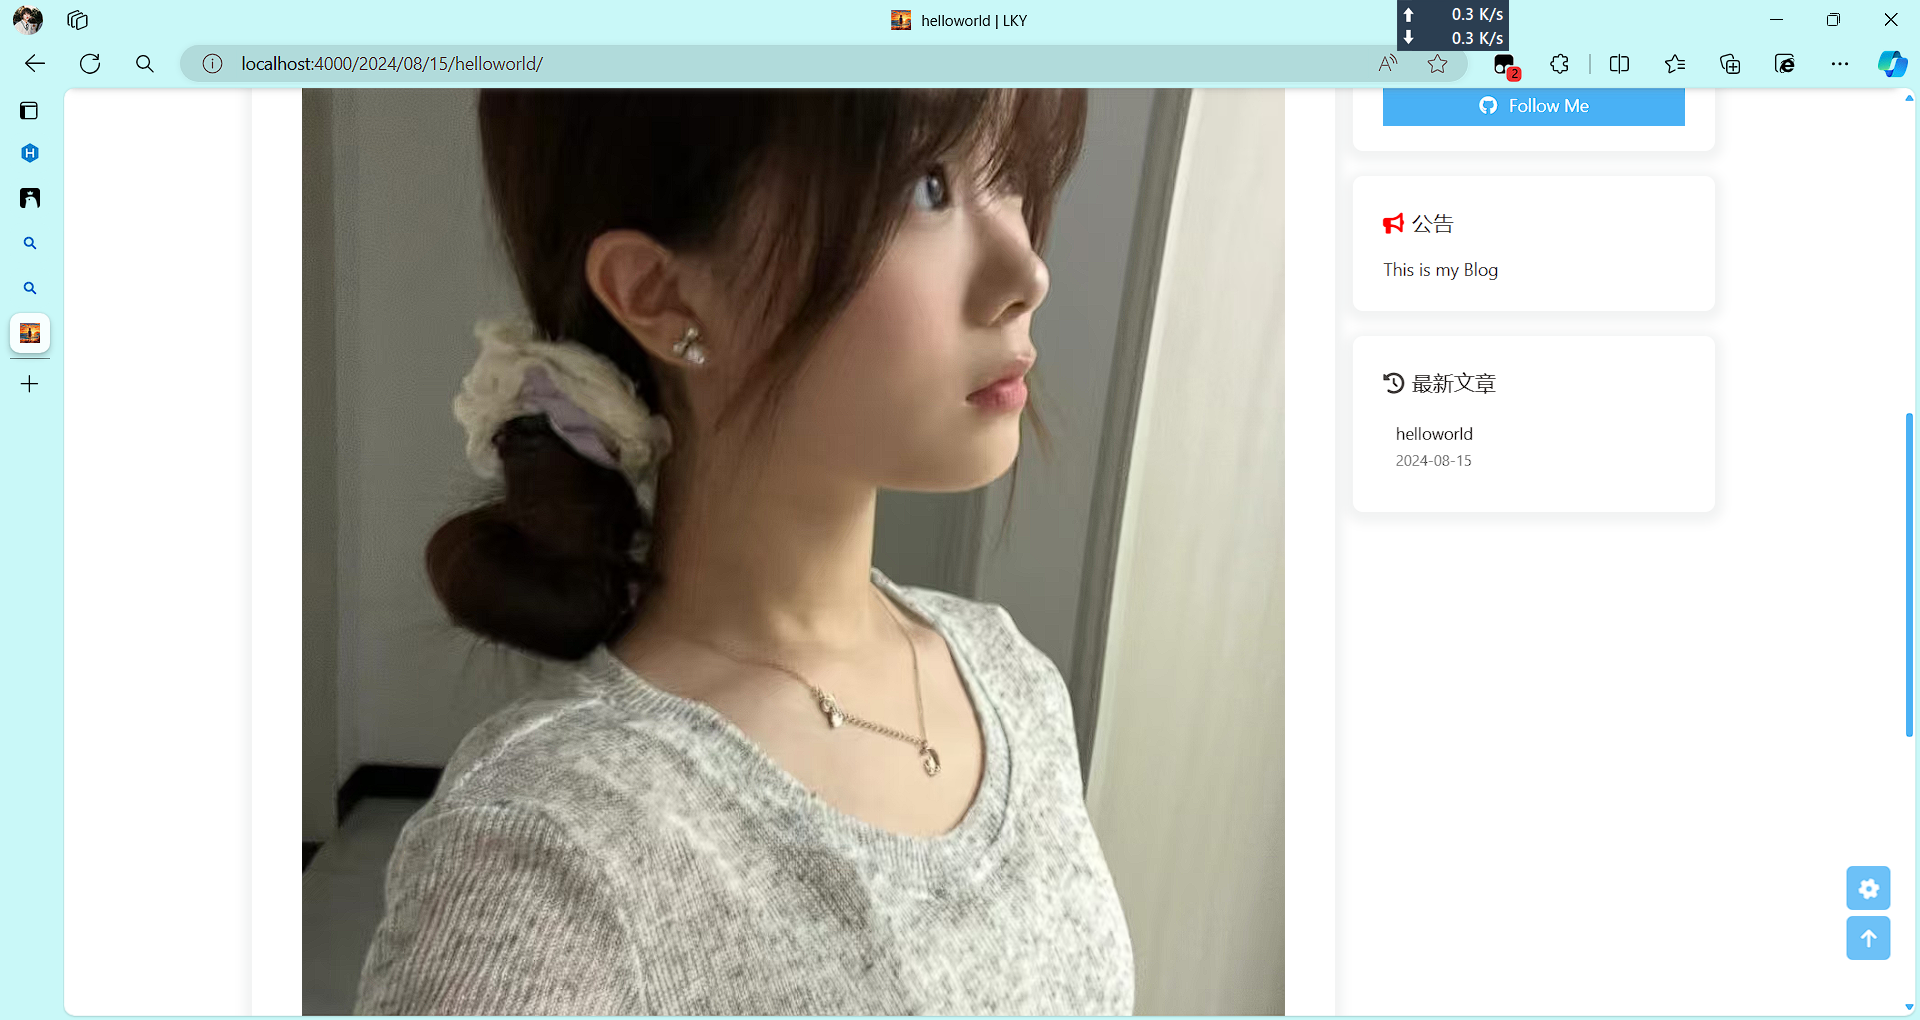 helloworld | LKY
0.3 K/s
0.3 K/s
localhost:4000/2024/08/15/helloworld/
2
Follow Me
公告
This is my Blog
最新文章
helloworld
2024-08-15